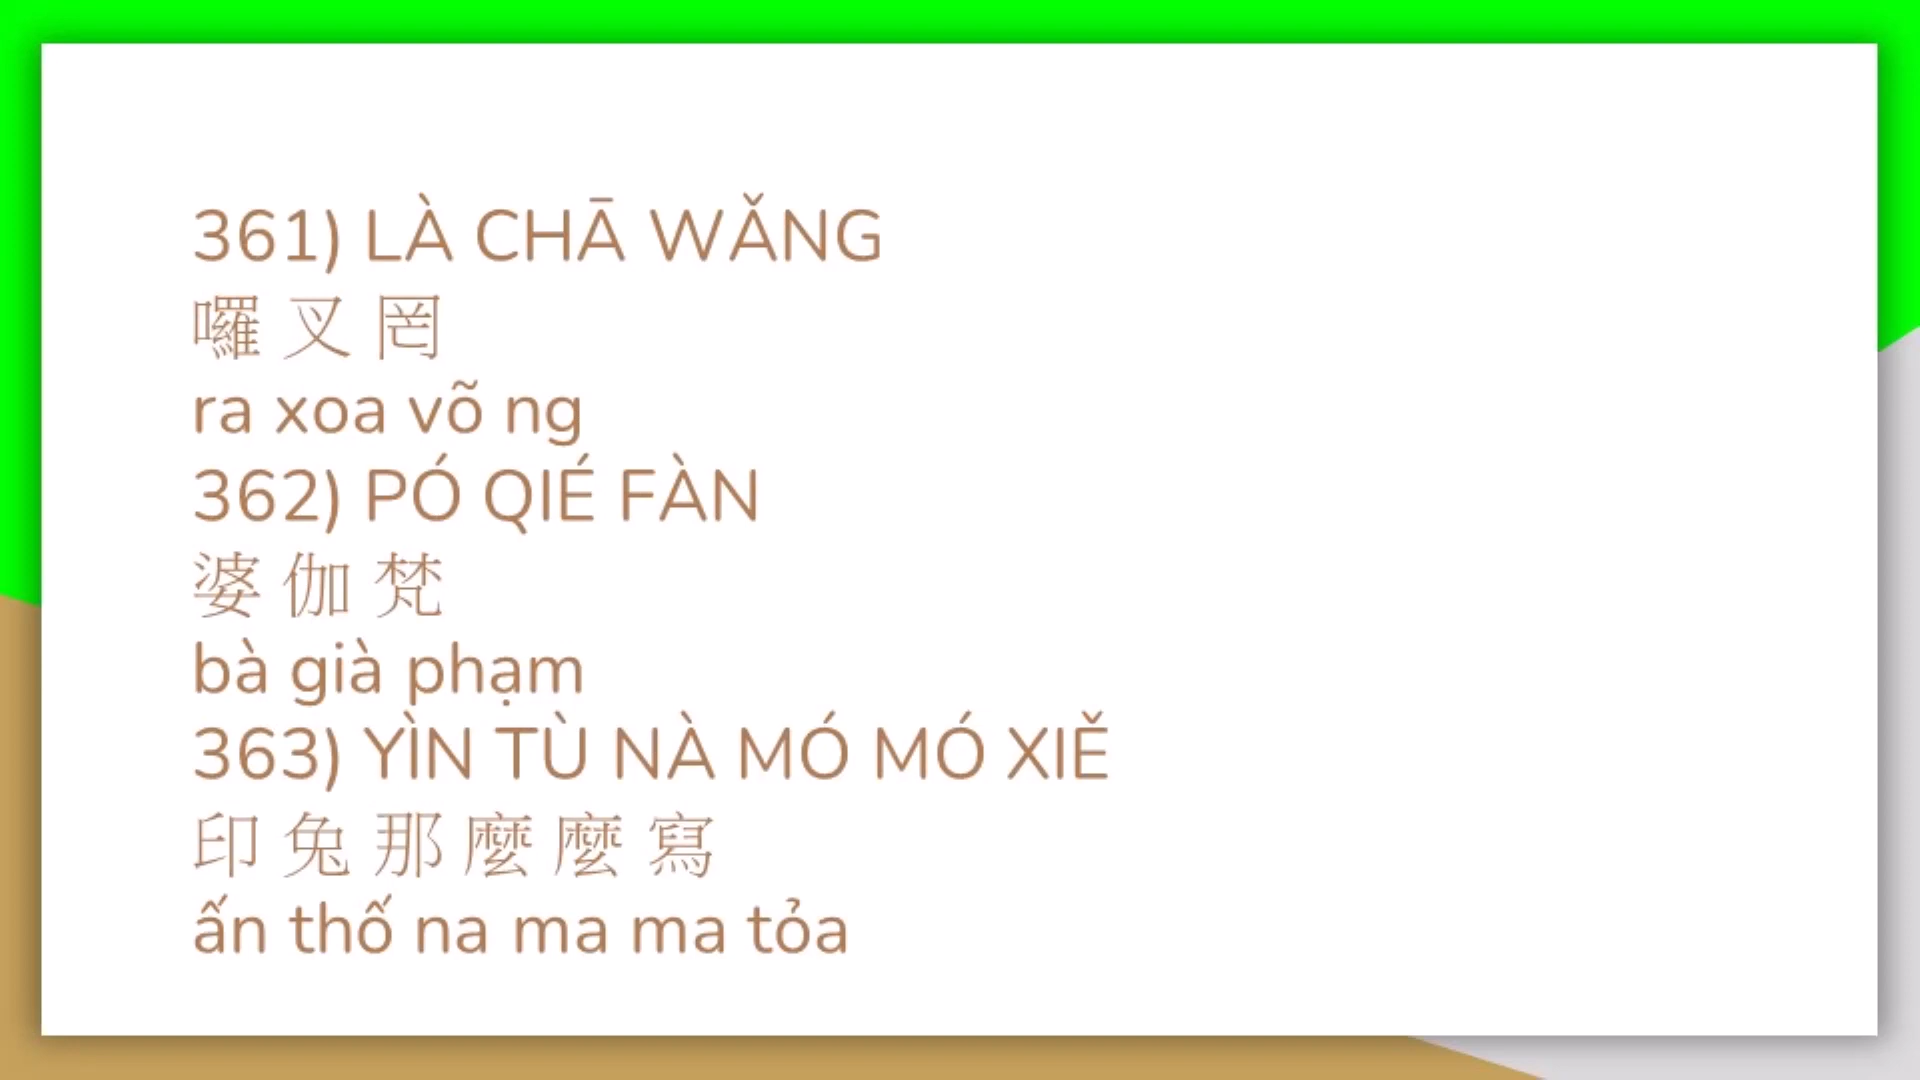 361) LÀ CHĀ WǍNG
囉 叉 罔
ra xoa võ ng
362) PÓ QIÉ FÀN
婆 伽 梵
bà già phạm
363) YÌN TÙ NÀ MÓ MÓ XIĚ
印 兔 那 麼 麼 寫
ấn thố na ma ma tỏa